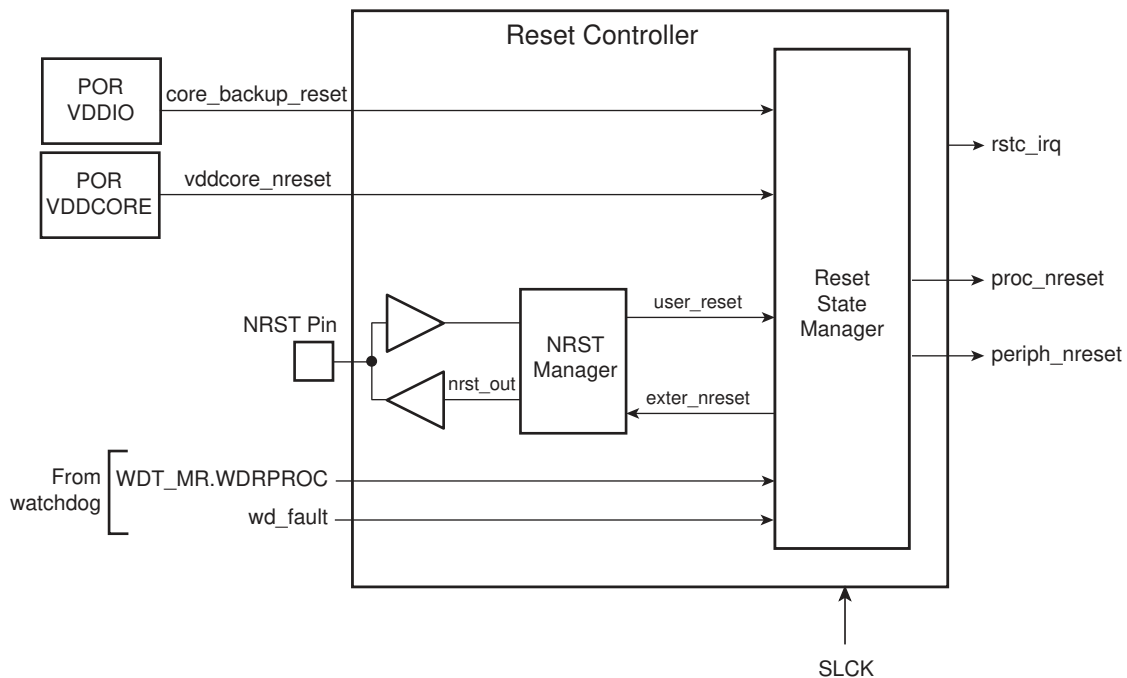 Reset Controller
POR
VDDIO
core_backup_reset
rstc_irq
POR
VDDCORE
vddcore_nreset
Reset
State
Manager
proc_nreset
periph_nreset
NRST Pin
user_reset
NRST
Manager
nrst_out
exter_nreset
From
watchdog
WDT_MR.WDRPROC
wd_fault
SLCK